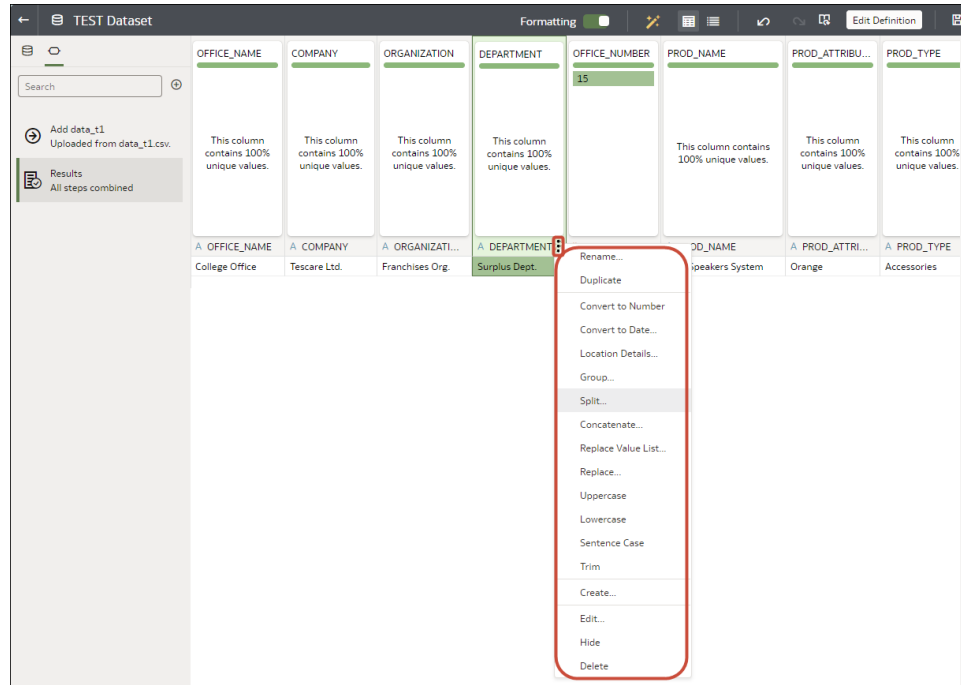 TEST Dataset
Formatting
Edit Definition
Search
Add data_t1
Uploaded from data_t1.csv.
Results
All steps combined
OFFICE_NAME
COMPANY
ORGANIZATION
DEPARTMENT
OFFICE_NUMBER
PROD_NAME
PROD_ATTRIBU...
PROD_TYPE
15
This column
contains 100%
unique values.
This column
contains 100%
unique values.
This column
contains 100%
unique values.
This column
contains 100%
unique values.
This column contains
100% unique values.
This column
contains 100%
unique values.
This column
contains 100%
unique values.
A OFFICE_NAME
A COMPANY
A ORGANIZATI...
A DEPARTMENT
OD_NAME
A PROD_ATTRI...
A PROD_TYPE
College Office
Tescare Ltd.
Franchises Org.
Surplus Dept.
Speakers System
Orange
Accessories
Rename...
Duplicate
Convert to Number
Convert to Date...
Location Details...
Group...
Split...
Concatenate...
Replace Value List...
Replace...
Uppercase
Lowercase
Sentence Case
Trim
Create...
Edit...
Hide
Delete